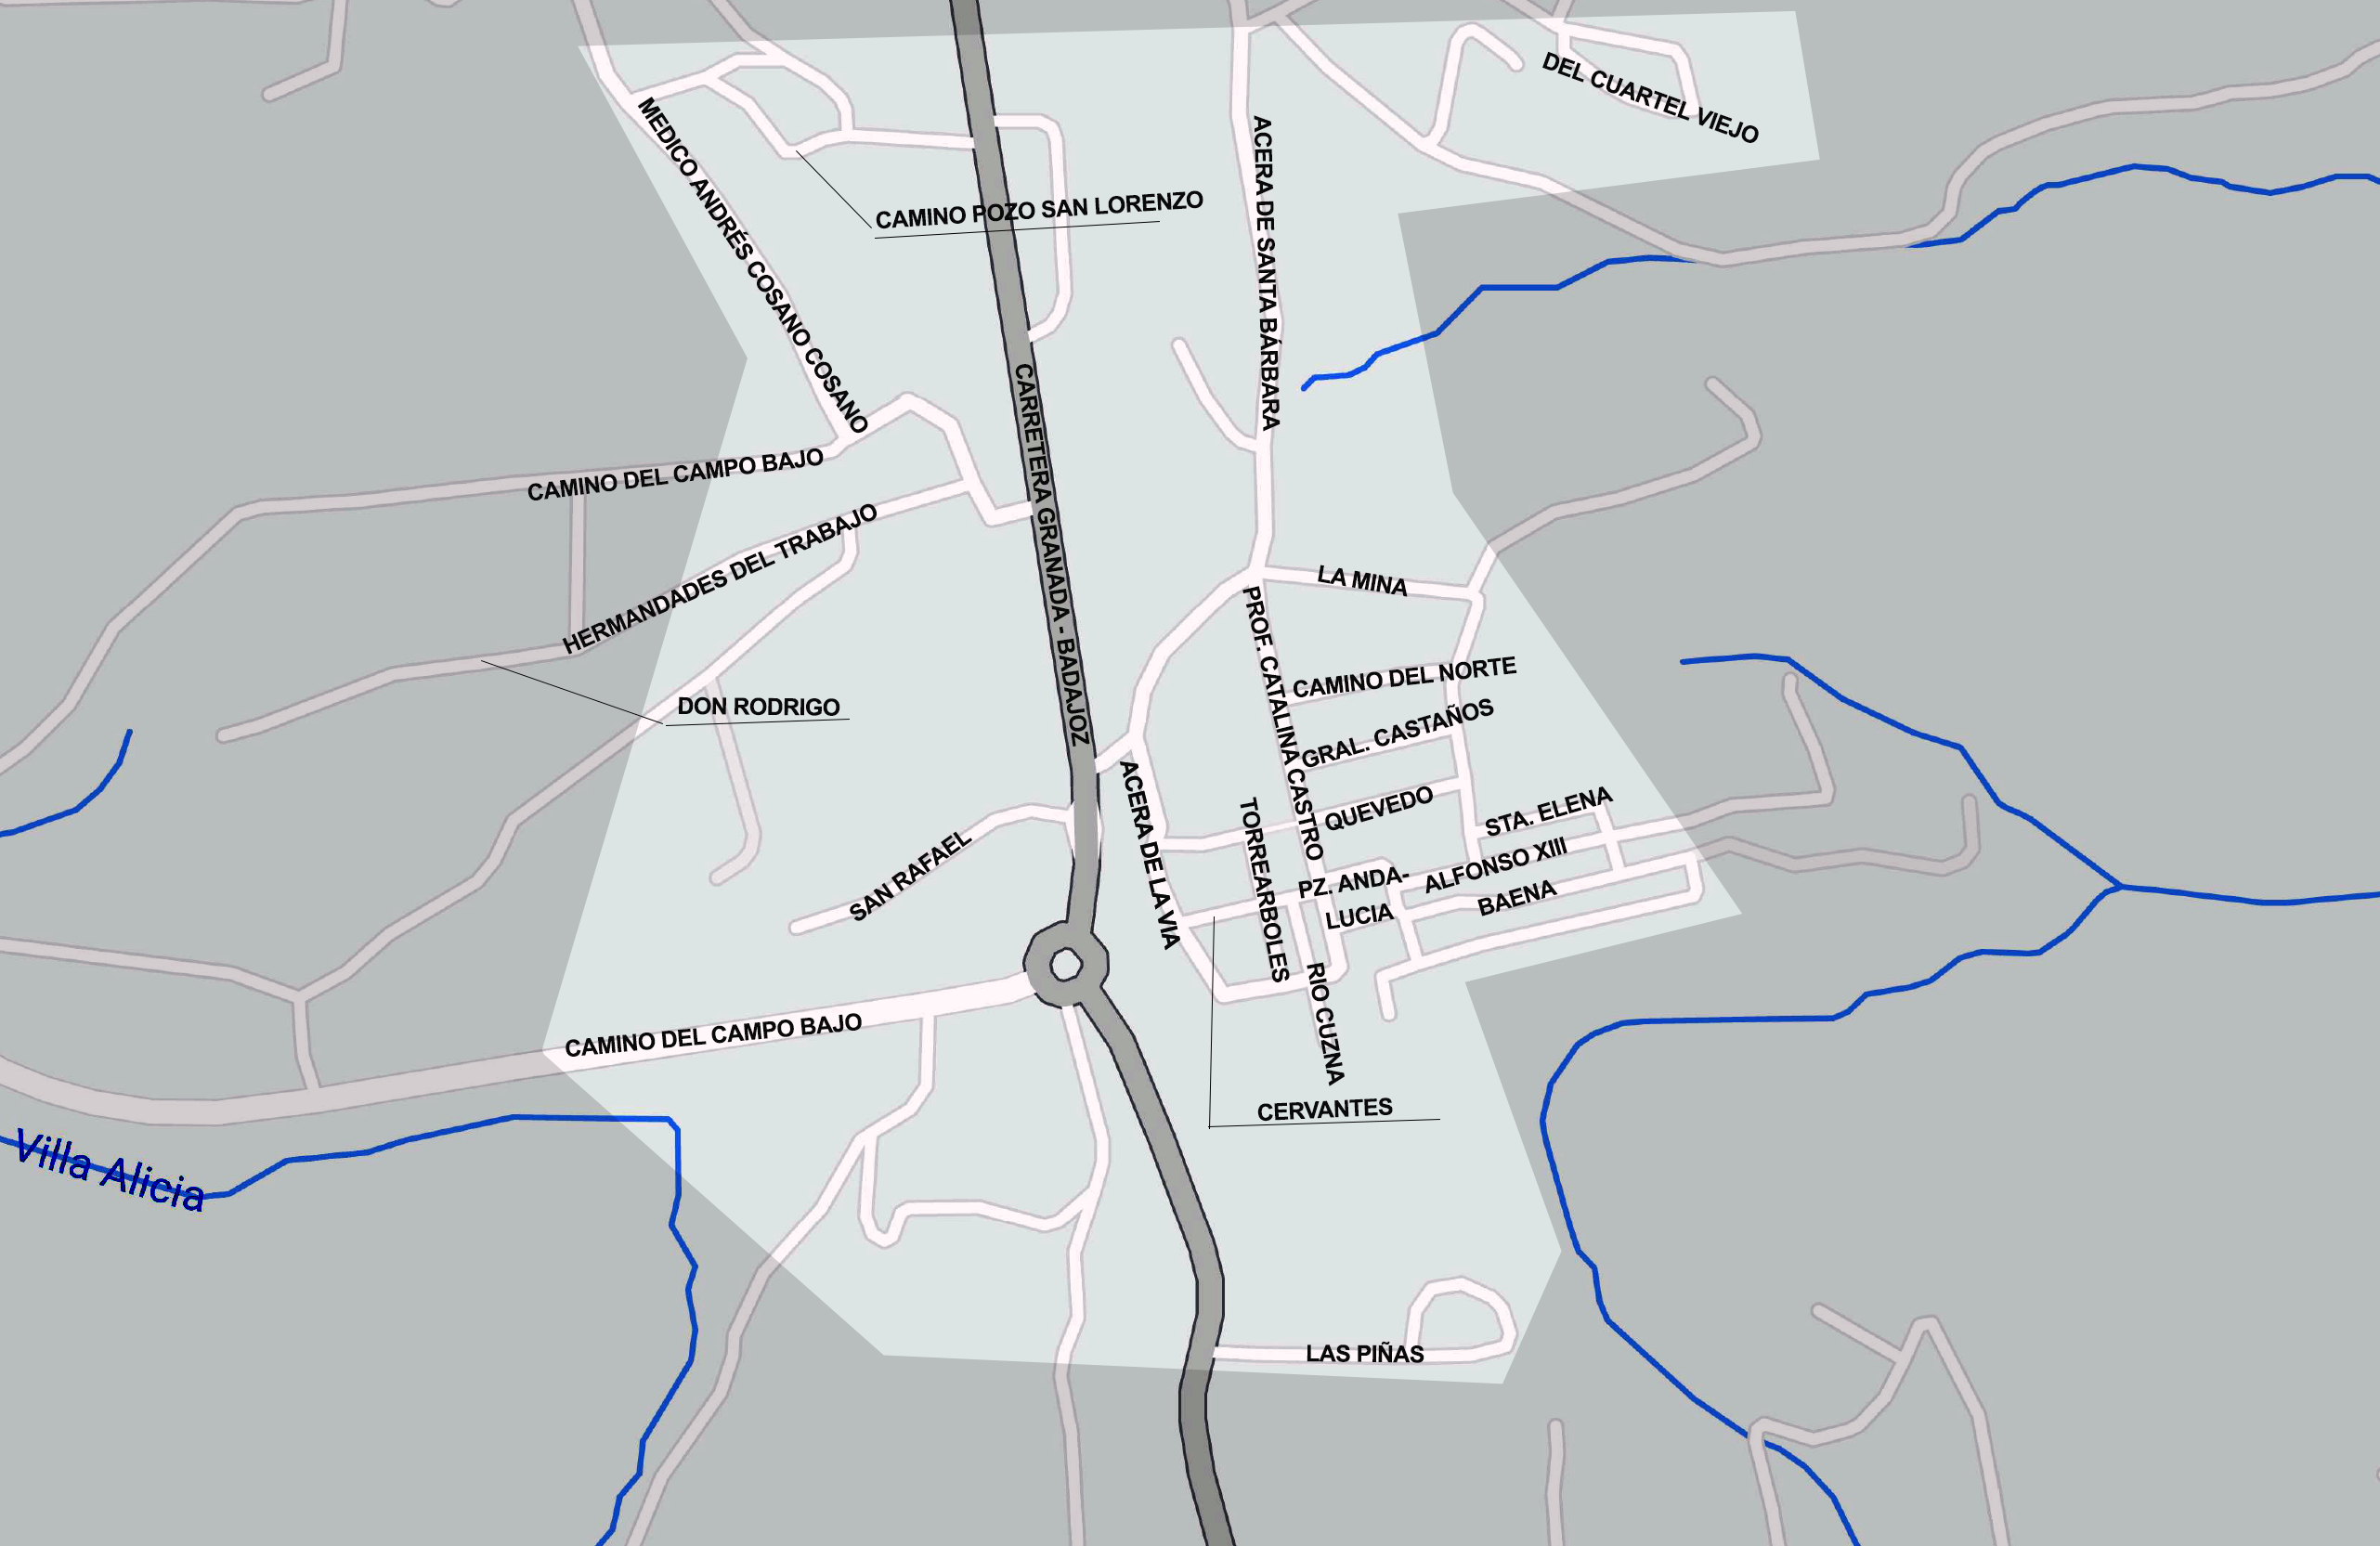 DEL CUARTEL VIEJO
MEDICO ANDRÉS COSANO COSANO
CAMINO POZO SAN LORENZO
ACERA DE SANTA BÁRBARA
CARRETERA GRANADA - BADAJOZ
CAMINO DEL CAMPO BAJO
HERMANDADES DEL TRABAJO
LA MINA
PROF. CATALINA CASTRO
CAMINO DEL NORTE
DON RODRIGO
GRAL. CASTAÑOS
ACERA DE LA VIA
QUEVEDO
STA. ELENA
TORREARBOLES
SAN RAFAEL
PZ. ANDA-
LUCIA
ALFONSO XIII
BAENA
RIO CUZNA
CAMINO DEL CAMPO BAJO
CERVANTES
Villa Alicia
LAS PIÑAS